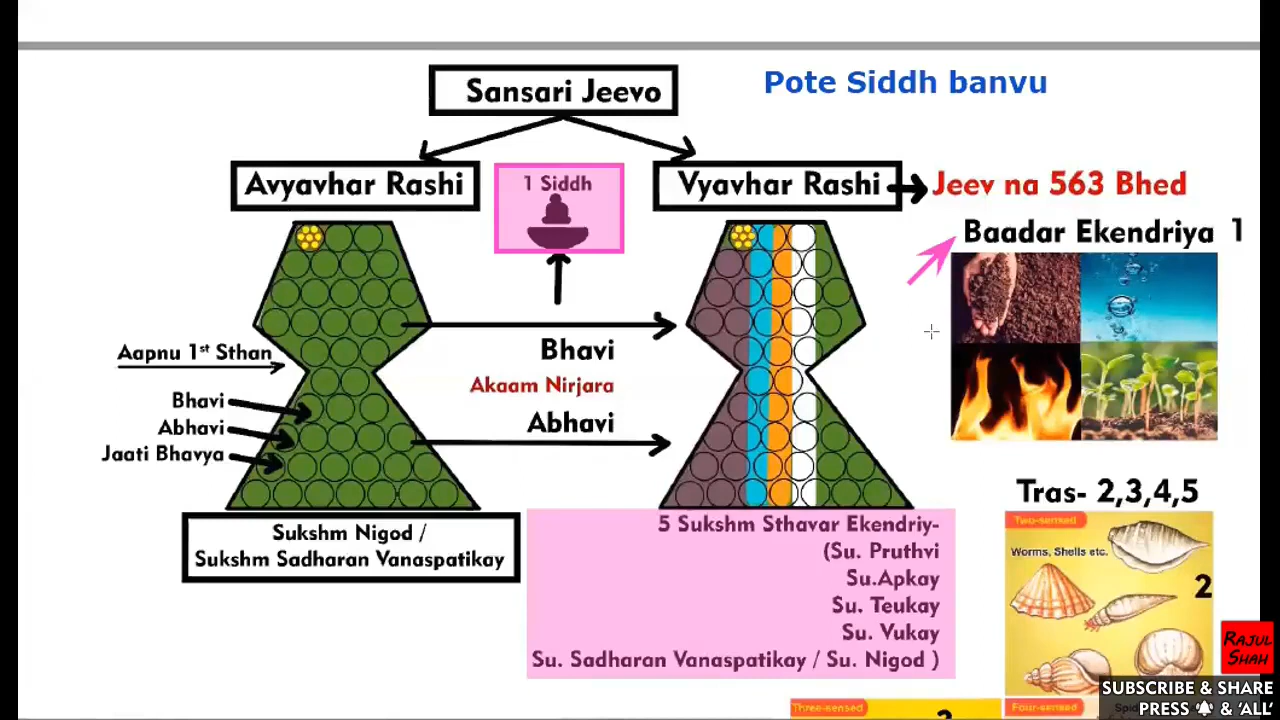 Sansari Jeevo
Pote Siddh banvu
Avyavhar Rashi
1 Siddh
Vyavhar Rashi
Jeev na 563 Bhed
Baadar Ekendriya 1
Aapnu 1st Sthan
Bhavi
Akaam Nirjara
Abhavi
Bhavi
Abhavi
Jaati Bhavya
Tras- 2,3,4,5
Sukshm Nigod /
Sukshm Sadharan Vanaspatikay
5 Sukshm Sthavar Ekendriy-
(Su. Pruthvi
Su.Apkay
Su. Teukay
Su. Vukay
Su. Sadharan Vanaspatikay / Su. Nigod )
Two-sensed
Worms, Shells etc.
2
RAJUL
SHAH
SUBSCRIBE & SHARE
PRESS & 'ALL'
Three-sensed
Four-sensed